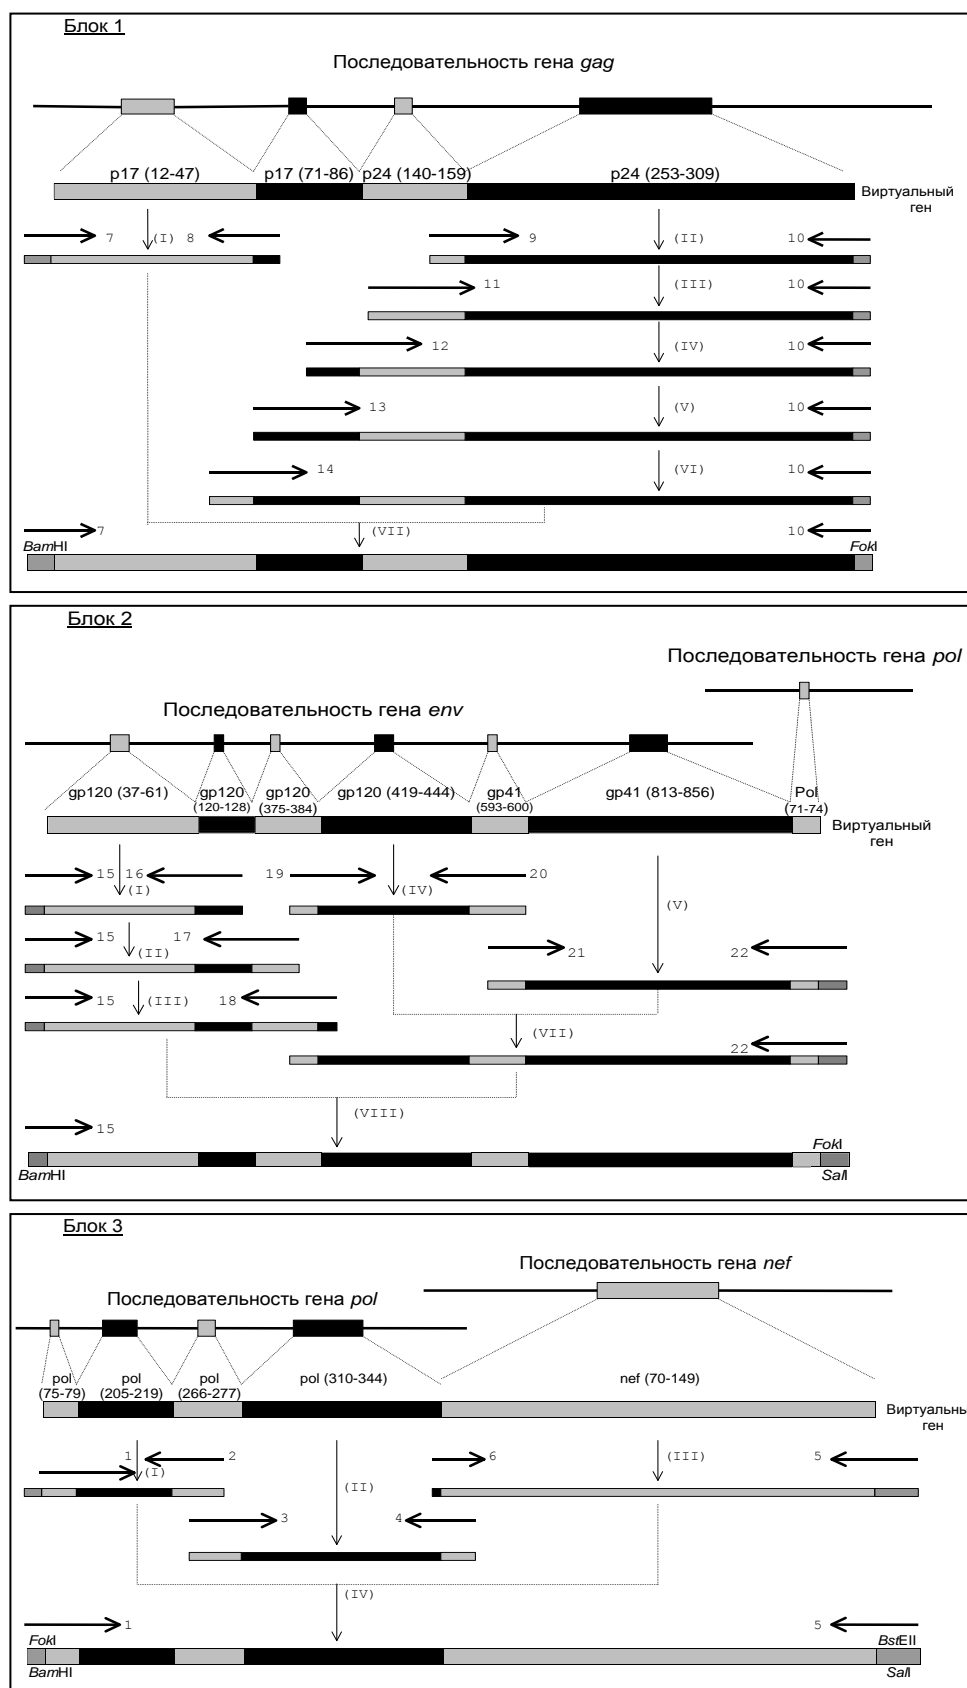 Блок 1
Последовательность гена gag
p17 (12-47) p17 (71-86) p24 (140-159) p24 (253-309)
Виртуальный
ген
7 (I) 8 9 (II) 10
11 (III) 10
12 (IV) 10
13 (V) 10
14 (VI) 10
7 (VII) 10
BamHI FokI
Блок 2
Последовательность гена pol
Последовательность гена env
gp120 (37-61) gp120 gp120 gp120 (419-444) gp41 gp41 (813-856) Pol
(120-128) (375-384) (593-600) (71-74)
Виртуальный
ген
15 16 19 20
(I) (IV)
(V)
15 17
(II) 21 22
15 (III) 18
(VII) 22
(VIII)
15
FokI
BamHI SalI
Блок 3
Последовательность гена nef
Последовательность гена pol
pol pol pol pol (310-344) nef (70-149)
(75-79) (205-219) (266-277)
Виртуальны
ген
1 2 6 (III) 5
(I)
(II)
3 4
(IV)
1 5
FokI BstEII
BamHI SalI